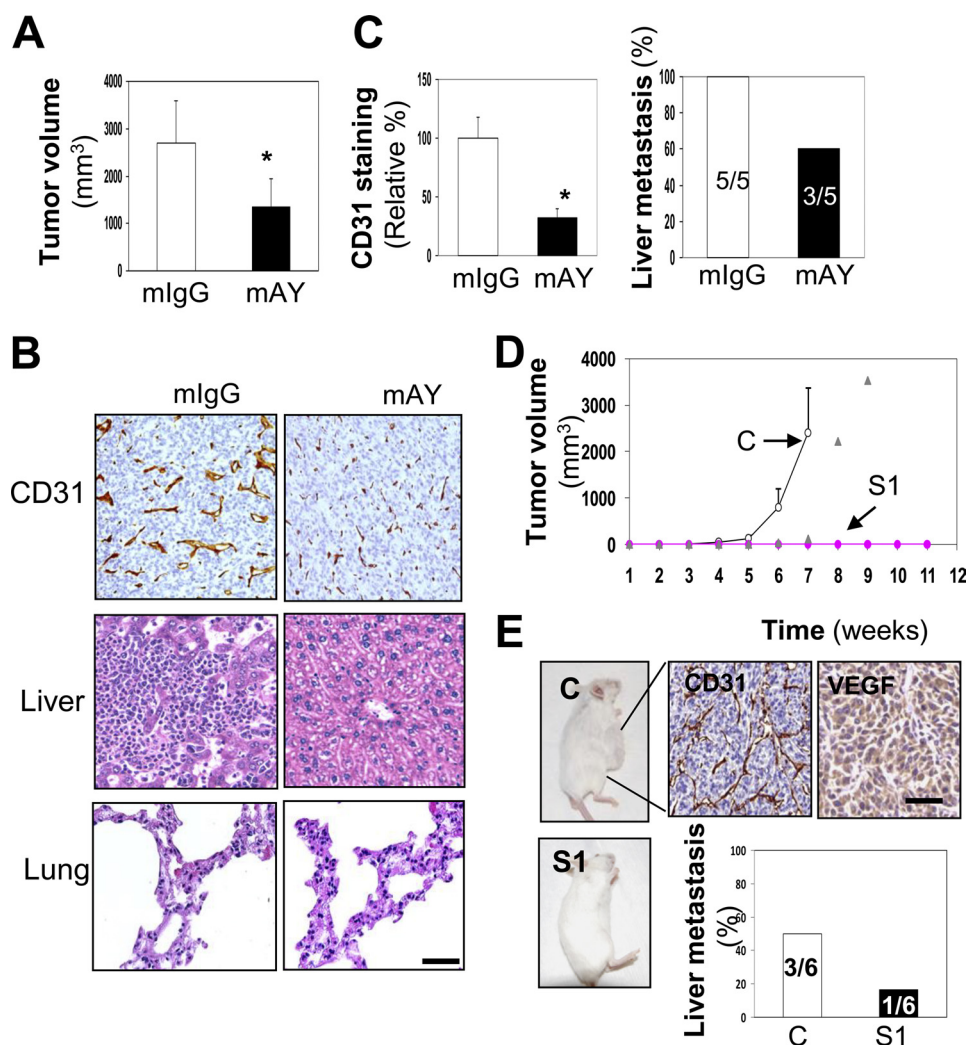 A
Tumor volume
(mm³)
4000
3000
2000
1000
0
*
mIgG
mAY
C
CD31 staining
(Relative %)
150
100
50
0
*
mIgG
mAY
Liver metastasis (%)
100
80
60
40
20
0
5/5
3/5
mIgG
mAY
B
mIgG
mAY
CD31
Liver
Lung
D
Tumor volume
(mm³)
4000
3000
2000
1000
0
C
S1
1 2 3 4 5 6 7 8 9 10 11 12
Time (weeks)
E
C
CD31
VEGF
S1
Liver metastasis
(%)
100
80
60
40
20
0
3/6
1/6
C
S1